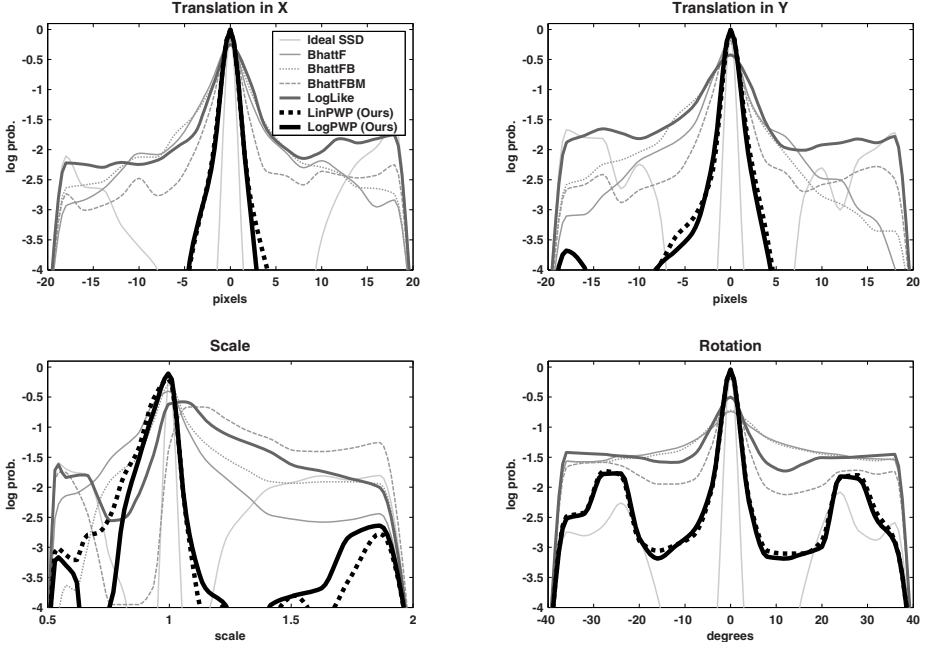 Translation in X
0
-0.5
-1
-1.5
-2
-2.5
-3
-3.5
-4
log prob.
-20 -15 -10 -5 0 5 10 15 20
pixels
Ideal SSD
BhattF
BhattFB
BhattFBM
LogLike
LinPWP (Ours)
LogPWP (Ours)
Translation in Y
0
-0.5
-1
-1.5
-2
-2.5
-3
-3.5
-4
log prob.
-20 -15 -10 -5 0 5 10 15 20
pixels
Scale
0
-0.5
-1
-1.5
-2
-2.5
-3
-3.5
-4
log prob.
0.5 1 1.5 2
scale
Rotation
0
-0.5
-1
-1.5
-2
-2.5
-3
-3.5
-4
log prob.
-40 -30 -20 -10 0 10 20 30 40
degrees